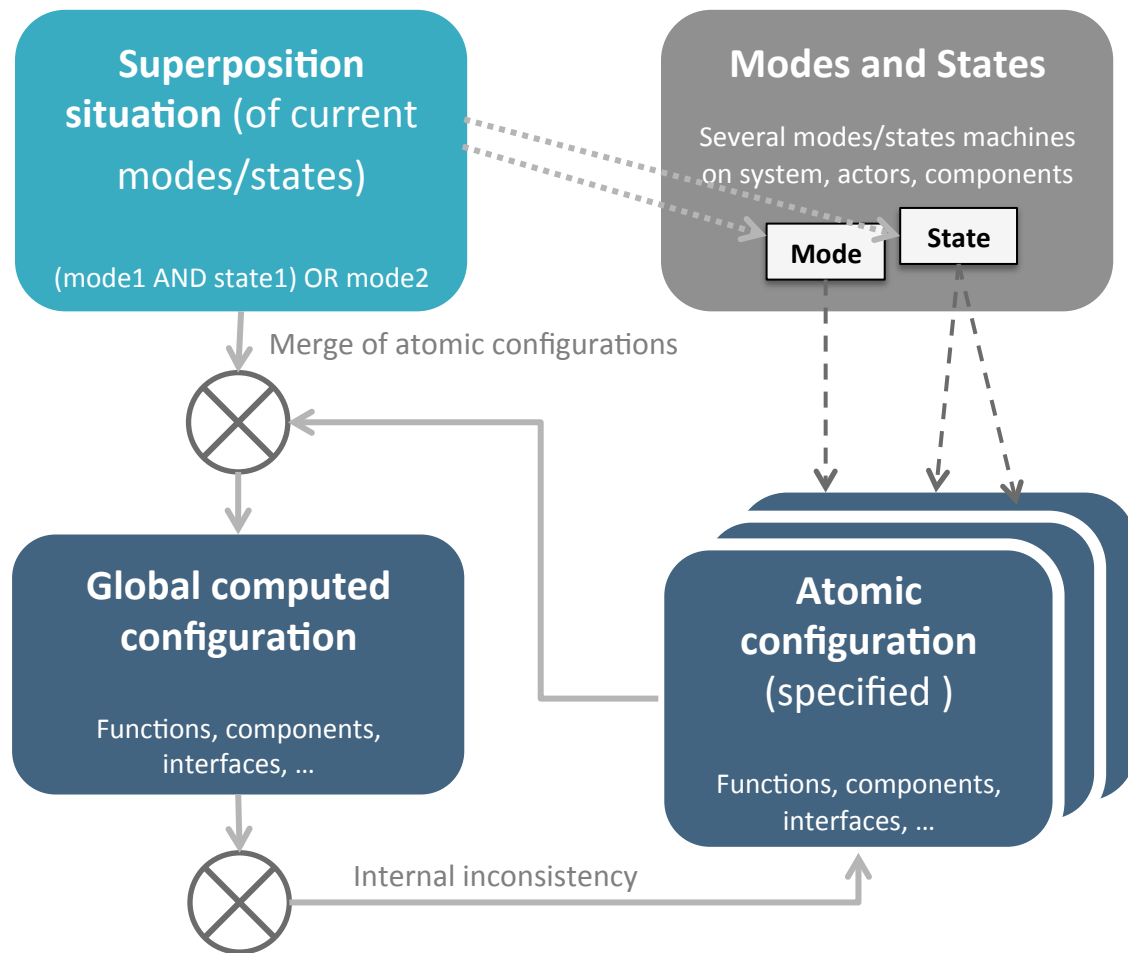 Superposition
situation (of current
modes/states)
(mode1 AND state1) OR mode2
Modes and States
Several modes/states machines
on system, actors, components
Mode
State
Merge of atomic configurations
Global computed
configuration
Functions, components,
interfaces, ...
Atomic
configuration
(specified )
Functions, components,
interfaces, ...
Internal inconsistency